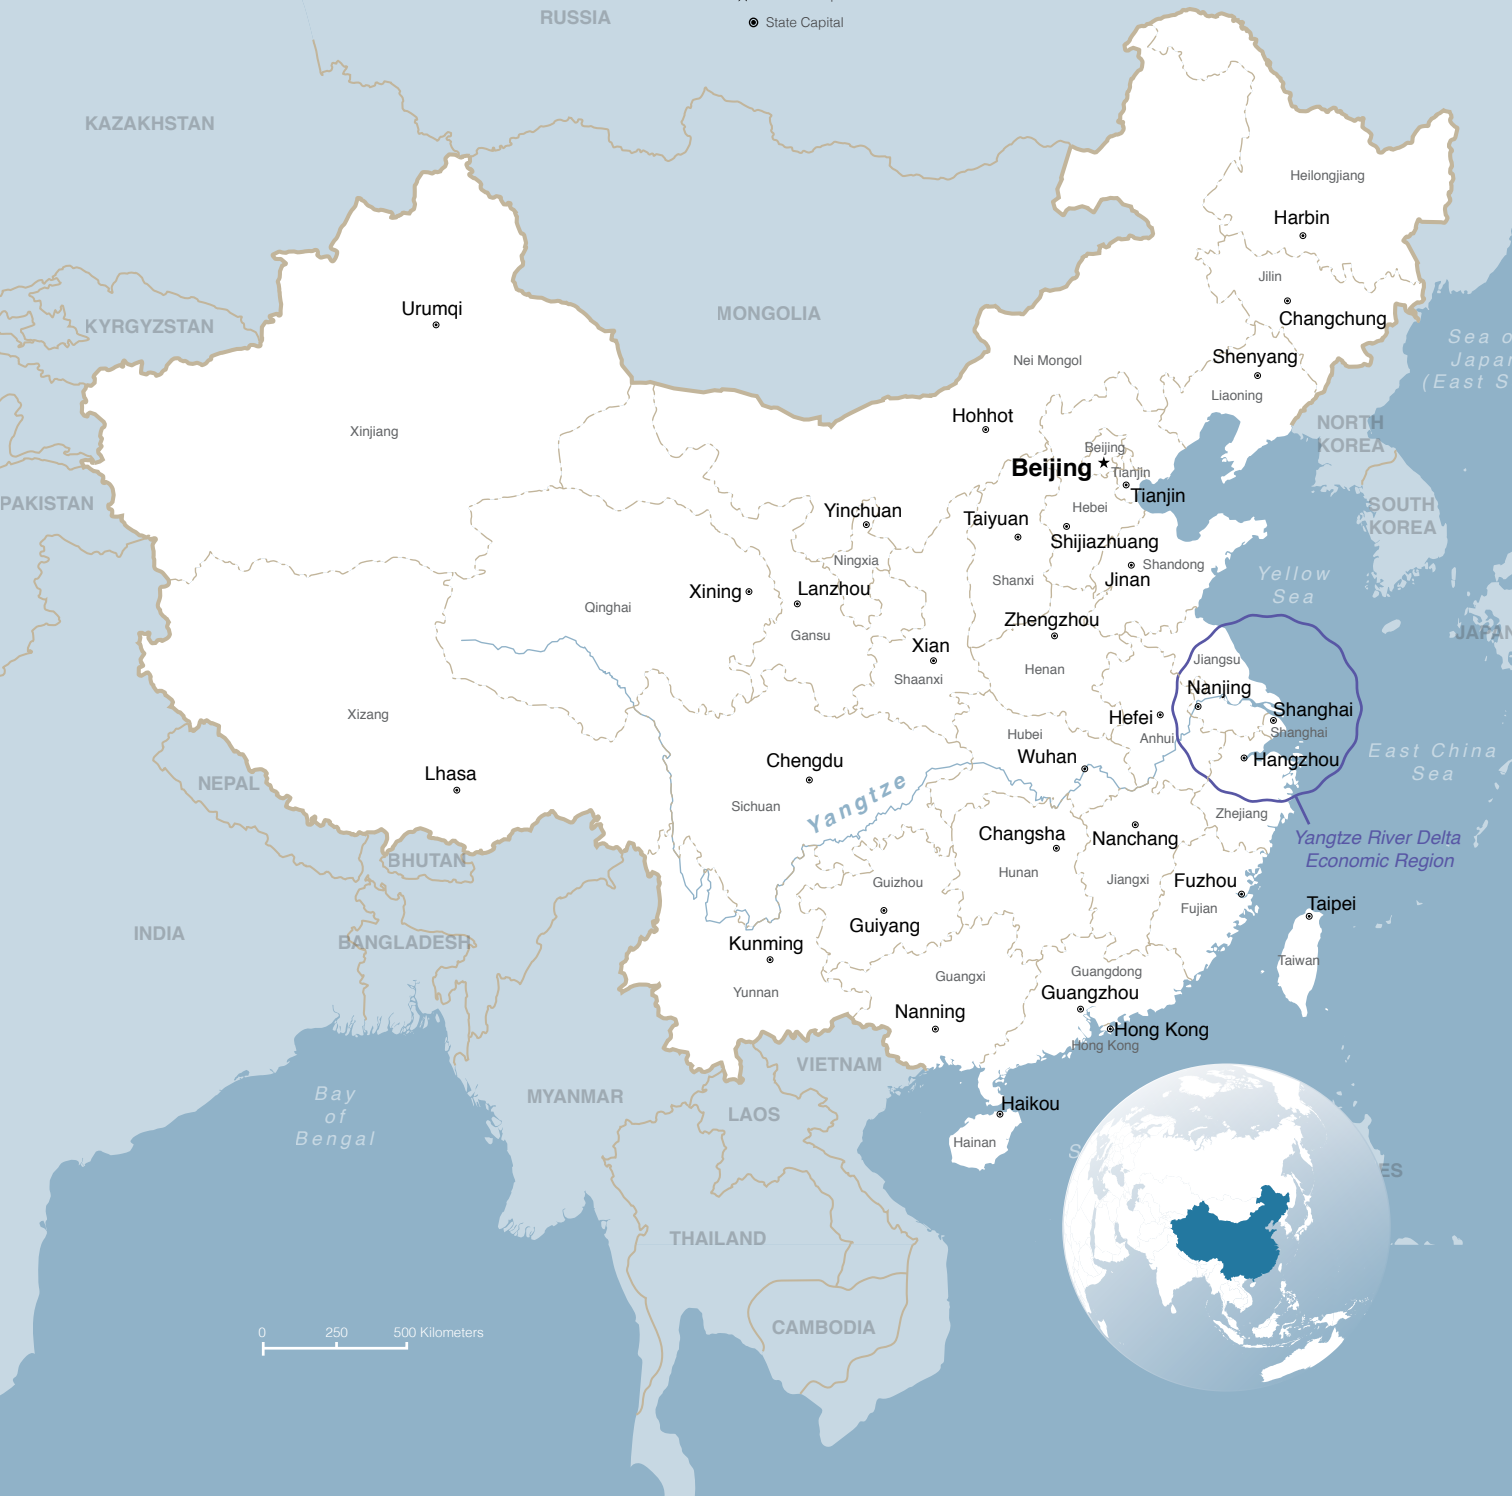 RUSSIA
State Capital
KAZAKHSTAN
Heilongjiang
Harbin
Jilin
Urumqi
MONGOLIA
Changchung
KYRGYZSTAN
Sea o
Japar
(East S
Shenyang
Nei Mongol
Liaoning
Hohhot
NORTH
KOREA
Xinjiang
Beijing
Beijing
Tianjin
Tianjin
PAKISTAN
Hebei
SOUTH
KOREA
Yinchuan
Taiyuan
Shijiazhuang
Ningxia
Shandong
Jinan
Yellow
Sea
Shanxi
Xining
Lanzhou
Qinghai
Zhengzhou
Gansu
JAPAN
Xian
Jiangsu
Henan
Shaanxi
Nanjing
Shanghai
Xizang
Hefei
Shanghai
Hubei
Anhui
East China
Sea
Wuhan
Hangzhou
Chengdu
Lhasa
NEPAL
Yangtze
Sichuan
Zhejiang
Changsha
Nanchang
Yangtze River Delta
Economic Region
BHUTAN
Hunan
Guizhou
Jiangxi
Fuzhou
Fujian
Taipei
Guiyang
INDIA
BANGLADESH
Kunming
Taiwan
Guangxi
Guangdong
Yunnan
Guangzhou
Nanning
Hong Kong
Hong Kong
VIETNAM
Bay
of
Bengal
MYANMAR
LAOS
Haikou
Hainan
S
ES
THAILAND
CAMBODIA
0 250 500 Kilometers